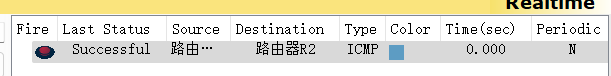 Realtime
Fire Last Status Source Destination Type Color Time(sec) Periodic
Successful 路由… 路由器R2 ICMP 0.000 N